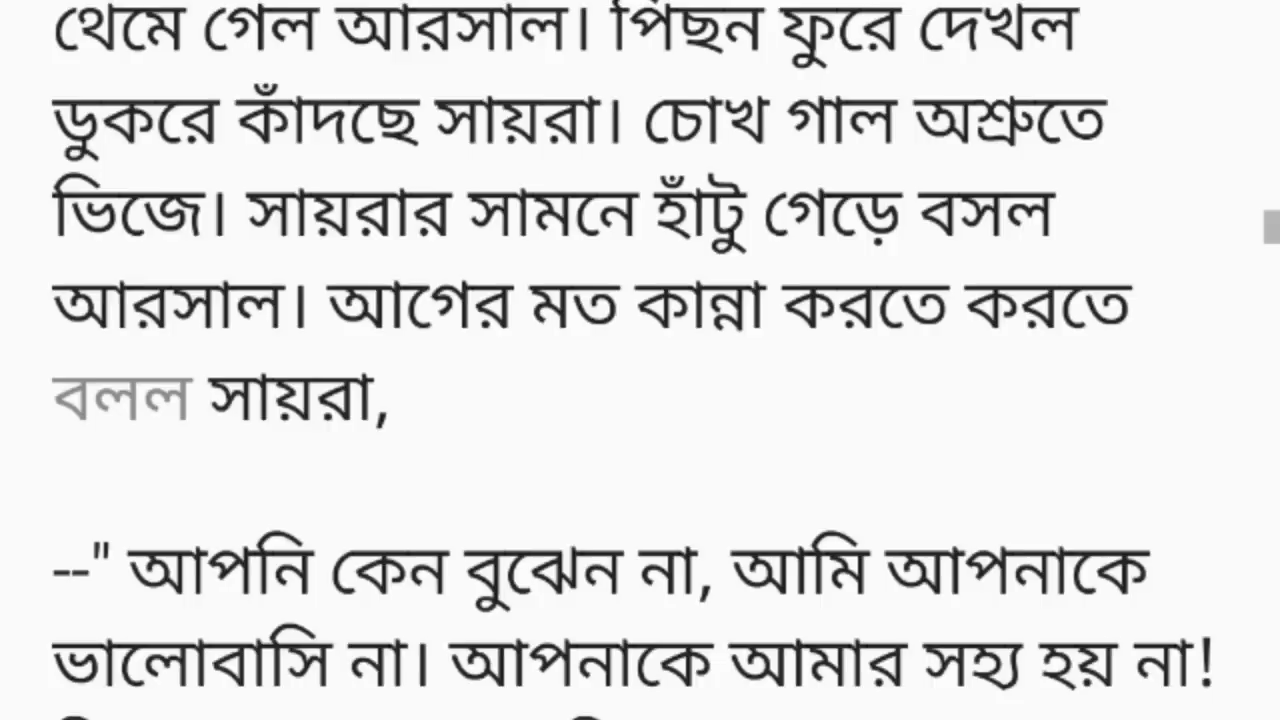 থেমে গেল আরসাল। পিছন ফুরে দেখল
ডুকরে কাঁদছে সায়রা। চোখ গাল অশ্রুতে
ভিজে। সায়রার সামনে হাঁটু গেড়ে বসল
আরসাল। আগের মত কান্না করতে করতে
বলল সায়রা,
--" আপনি কেন বুঝেন না, আমি আপনাকে
ভালোবাসি না। আপনাকে আমার সহ্য হয় না!